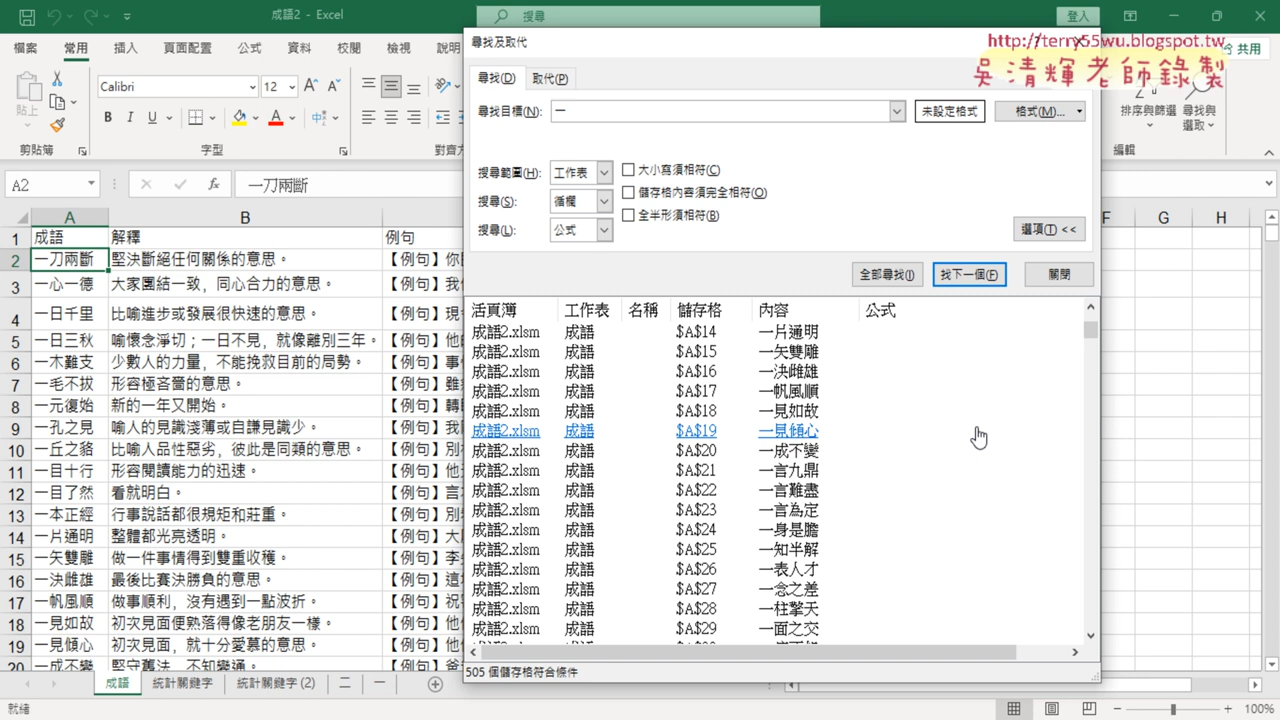 成語2 - Excel
搜尋
登入
檔案 常用 插入 頁面配置 公式 資料 校閱 檢視 說明
共用
http://terry55wu.blogspot.tw
吳清輝老師錄製
貼上
Calibri 12
B I U
剪貼簿 字型 對齊方
排序與篩選 尋找與選取
編輯
A2 fx 一刀兩斷
尋找及取代
尋找(D) 取代(P)
尋找目標(N): 一 未設定格式 格式(M)...
搜尋範圍(H): 工作表 大小寫須相符(C)
搜尋(S): 循欄 儲存格內容須完全相符(O)
搜尋(L): 公式 全半形須相符(B)
選項(T) <<
全部尋找(I) 找下一個(F) 關閉
活頁簿 工作表 名稱 儲存格 內容 公式
成語2.xlsm 成語 $A$14 一片通明
成語2.xlsm 成語 $A$15 一矢雙雕
成語2.xlsm 成語 $A$16 一決雌雄
成語2.xlsm 成語 $A$17 一帆風順
成語2.xlsm 成語 $A$18 一見如故
成語2.xlsm 成語 $A$19 一見傾心
成語2.xlsm 成語 $A$20 一成不變
成語2.xlsm 成語 $A$21 一言九鼎
成語2.xlsm 成語 $A$22 一言難盡
成語2.xlsm 成語 $A$23 一言為定
成語2.xlsm 成語 $A$24 一身是膽
成語2.xlsm 成語 $A$25 一知半解
成語2.xlsm 成語 $A$26 一表人才
成語2.xlsm 成語 $A$27 一念之差
成語2.xlsm 成語 $A$28 一柱擎天
成語2.xlsm 成語 $A$29 一面之交
505 個儲存格符合條件
A B F G H
1 成語 解釋 例句
2 一刀兩斷 堅決斷絕任何關係的意思。 【例句】你
3 一心一德 大家團結一致，同心合力的意思。 【例句】我
4 一日千里 比喻進步或發展很快速的意思。 【例句】現
5 一日三秋 喻懷念淨切；一日不見，就像離別三年。 【例句】他
6 一木難支 少數人的力量，不能挽救目前的局勢。 【例句】事
7 一毛不拔 形容極吝嗇的意思。 【例句】雖
8 一元復始 新的一年又開始。 【例句】轉
9 一孔之見 喻人的見識淺薄或自謙見識少。 【例句】我
10 一丘之貉 比喻人品性惡劣，彼此是同類的意思。 【例句】別
11 一目十行 形容閱讀能力的迅速。 【例句】他
12 一目了然 看就明白。 【例句】言
13 一本正經 行事說話都很規矩和莊重。 【例句】別
14 一片通明 整體都光亮透明。 【例句】大
15 一矢雙雕 做一件事情得到雙重收穫。 【例句】李
16 一決雌雄 最後比賽決勝負的意思。 【例句】這
17 一帆風順 做事順利，沒有遇到一點波折。 【例句】祝
18 一見如故 初次見面便熟落得像老朋友一樣。 【例句】他
19 一見傾心 初次見面，就十分愛慕的意思。 【例句】他
20 一成不變 堅守舊法，不知變通。 【例句】爸
成語 統計關鍵字 統計關鍵字 (2) 二 一
就緒 100%